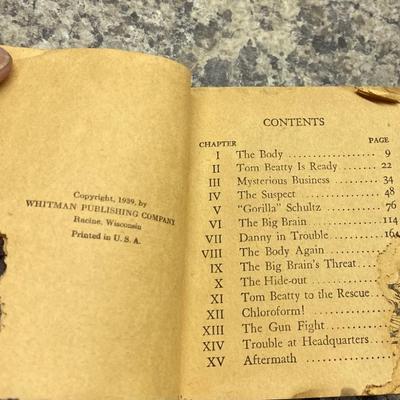 Copyright, 1939, by
WHITMAN PUBLISHING COMPANY
Racine, Wisconsin
Printed in U. S. A.
CONTENTS
CHAPTER PAGE
I The Body .................. 9
II Tom Beatty Is Ready........ 22
III Mysterious Business ........ 34
IV The Suspect ............... 48
V "Gorilla" Schultz ........... 76
VI The Big Brain ............. 114
VII Danny in Trouble .......... 
VIII The Body Again ..........
IX The Big Brain's Threat....
X The Hide-out ............
XI Tom Beatty to the Rescue...
XII Chloroform! .............
XIII The Gun Fight ...........
XIV Trouble at Headquarters....
XV Aftermath ...............